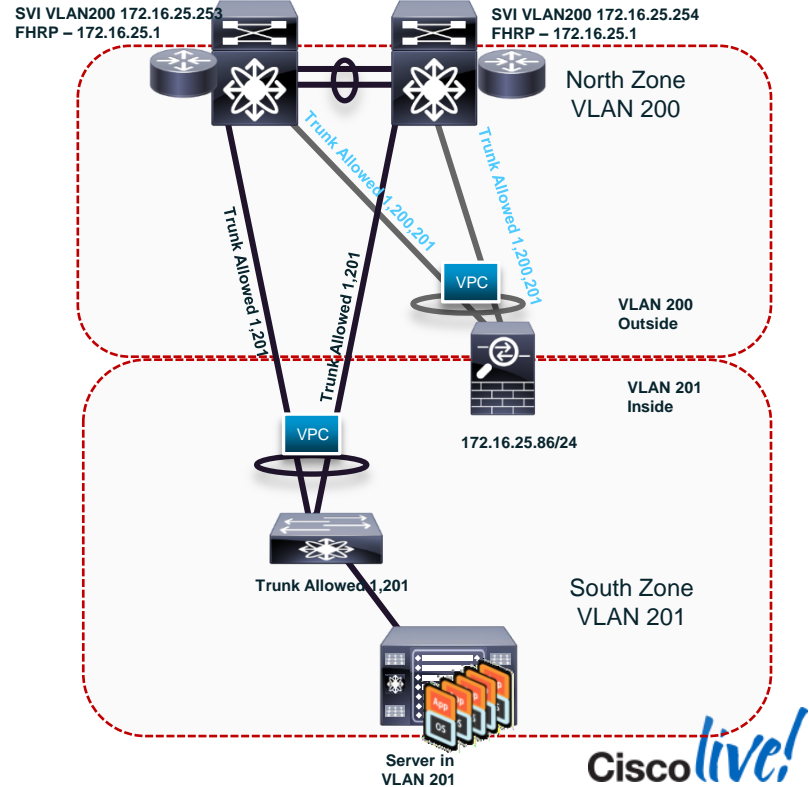 SVI VLAN200 172.16.25.253
FHRP – 172.16.25.1
SVI VLAN200 172.16.25.254
FHRP – 172.16.25.1
North Zone
VLAN 200
Trunk Allowed 1,200,201
Trunk Allowed 1,200,201
Trunk Allowed 1,201
Trunk Allowed 1,201
VPC
VLAN 200
Outside
VLAN 201
Inside
172.16.25.86/24
VPC
Trunk Allowed 1,201
South Zone
VLAN 201
App
OS
Server in
VLAN 201
Cisco live!